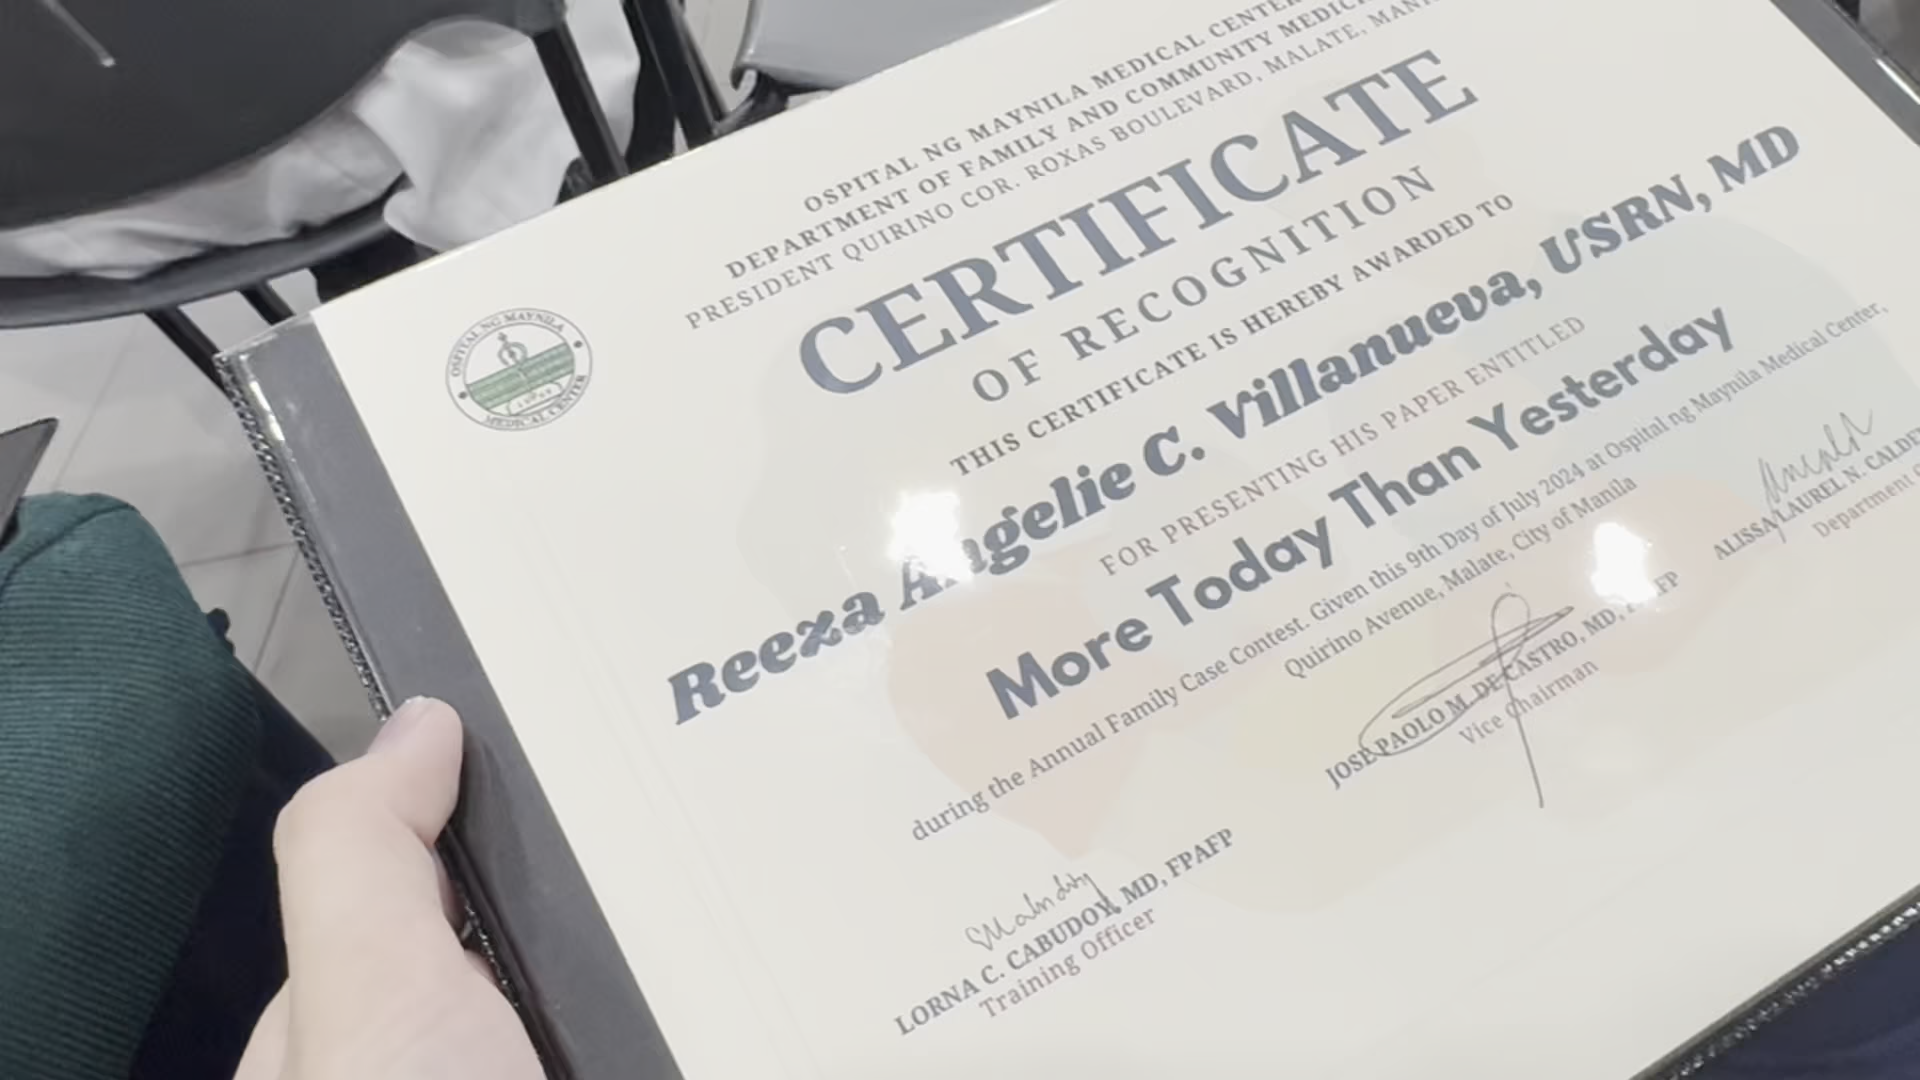 OSPITAL NG MAYNILA MEDICAL CENTER
DEPARTMENT OF FAMILY AND COMMUNITY
PRESIDENT QUIRINO COR. ROXAS BOULEVARD, MALATE,
CERTIFICATE
OF RECOGNITION
THIS CERTIFICATE IS HEREBY AWARDED TO
Reeza Angelie C. Villanueva, USRN, MD
FOR PRESENTING HIS PAPER ENTITLED
More Today Than Yesterday
during the Annual Family Case Contest. Given this 9th Day of July 2024 at Ospital ng Maynila Medical Center,
Quirino Avenue, Malate, City of Manila
OSPITAL NG MAYNILA
MEDICAL CENTER
LORNA C. CABUDOY, MD, FPAFP
Training Officer
JOSE PAOLO M. DE CASTRO, MD,
Vice Chairman
ALISSA LAUREL N.
Department